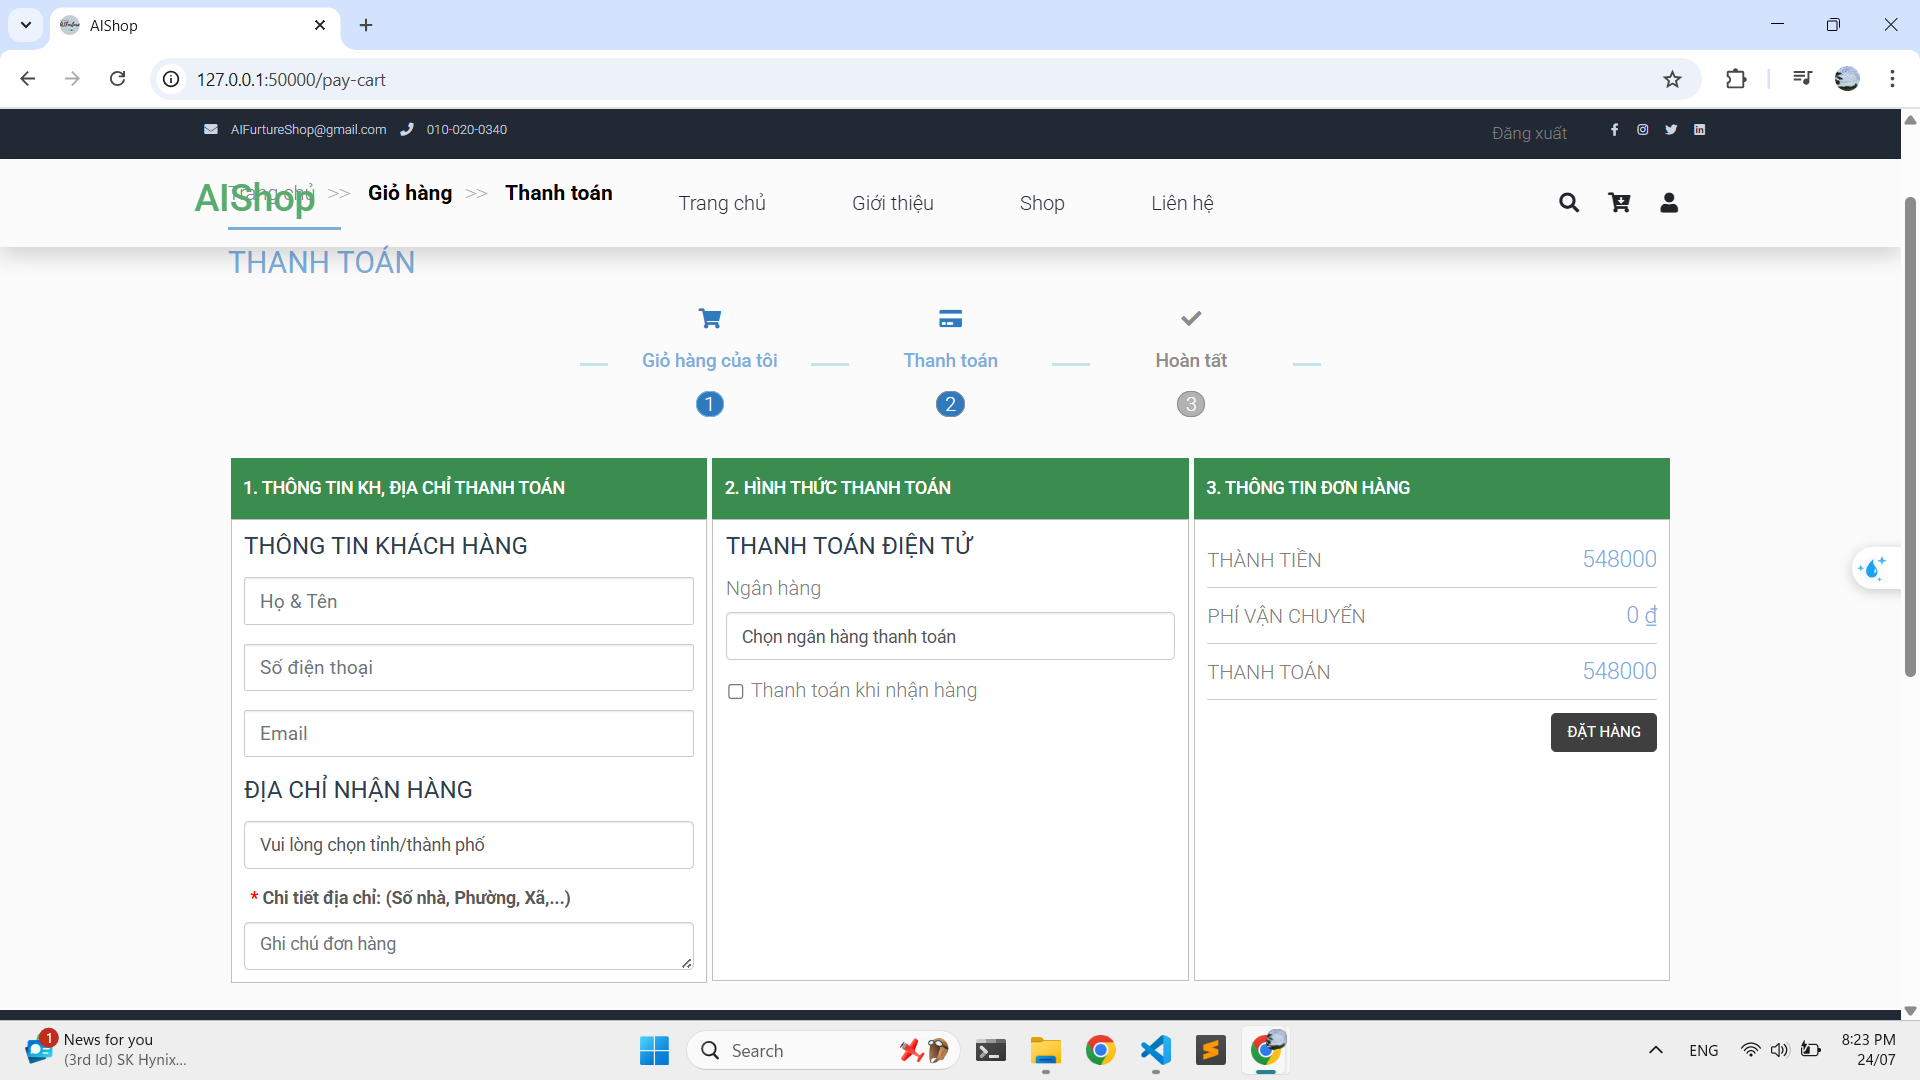 AIShop
127.0.0.1:50000/pay-cart
AIFurtureShop@gmail.com 010-020-0340 Đăng xuất
AIShop
Trang chủ >> Giỏ hàng >> Thanh toán
Trang chủ Giới thiệu Shop Liên hệ
THANH TOÁN
Giỏ hàng của tôi Thanh toán Hoàn tất
1 2 3
1. THÔNG TIN KH, ĐỊA CHỈ THANH TOÁN
THÔNG TIN KHÁCH HÀNG
Họ & Tên
Số điện thoại
Email
ĐỊA CHỈ NHẬN HÀNG
Vui lòng chọn tỉnh/thành phố
* Chi tiết địa chỉ: (Số nhà, Phường, Xã,...)
Ghi chú đơn hàng
2. HÌNH THỨC THANH TOÁN
THANH TOÁN ĐIỆN TỬ
Ngân hàng
Chọn ngân hàng thanh toán
Thanh toán khi nhận hàng
3. THÔNG TIN ĐƠN HÀNG
THÀNH TIỀN 548000
PHÍ VẬN CHUYỂN 0 ₫
THANH TOÁN 548000
ĐẶT HÀNG
1
News for you
(3rd ld) SK Hynix...
Search
ENG
8:23 PM
24/07